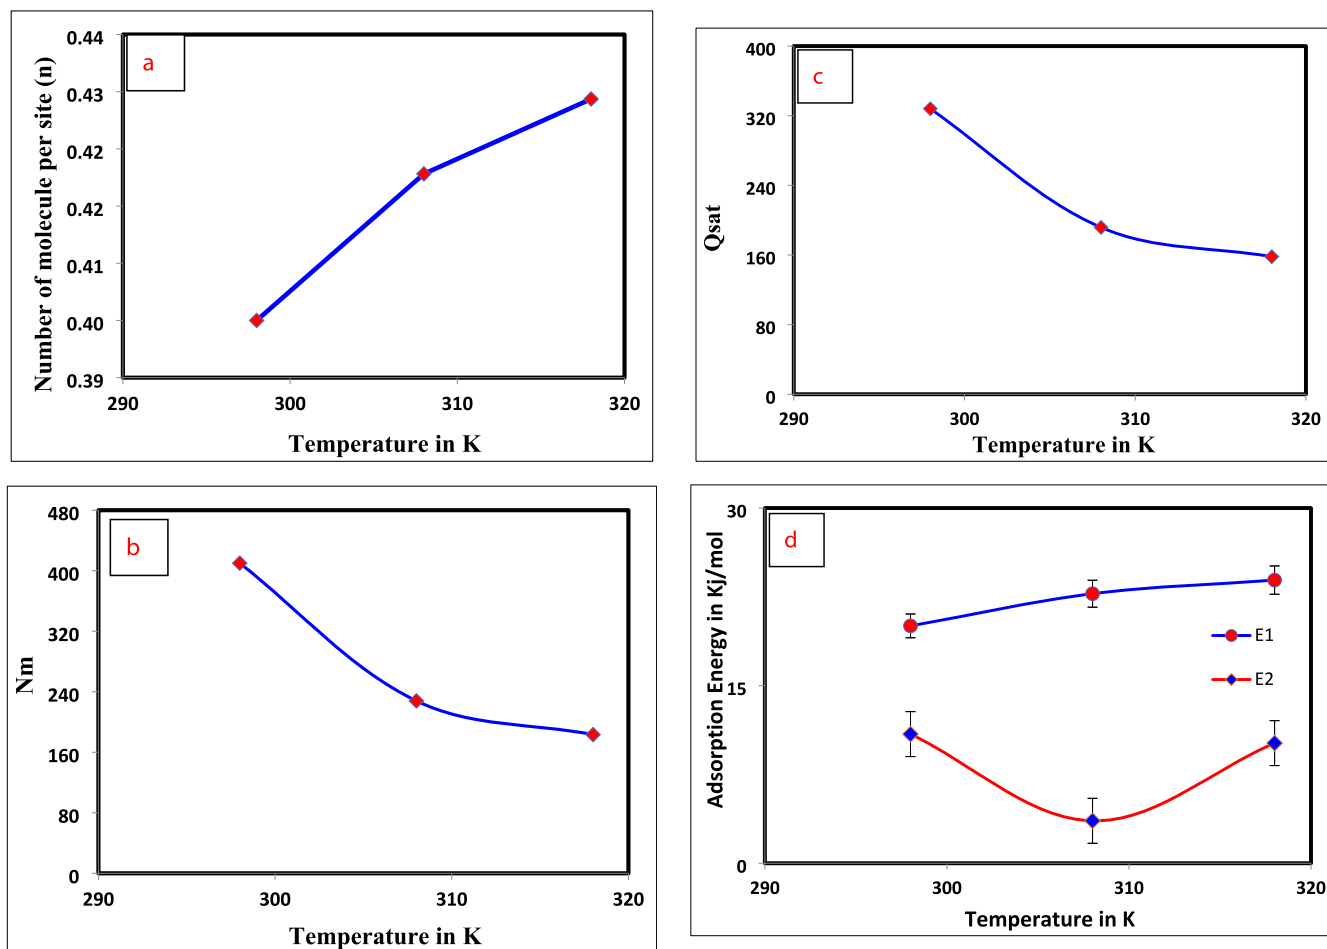 a
Number of molecule per site (n)
0.44
0.43
0.42
0.42
0.41
0.40
0.39
290
300
310
320
Temperature in K
c
Qsat
400
320
240
160
80
0
290
300
310
320
Temperature in K
b
Nm
480
400
320
240
160
80
0
290
300
310
320
Temperature in K
d
Adsorption Energy in Kj/mol
30
15
0
E1
E2
290
300
310
320
Temperature in K